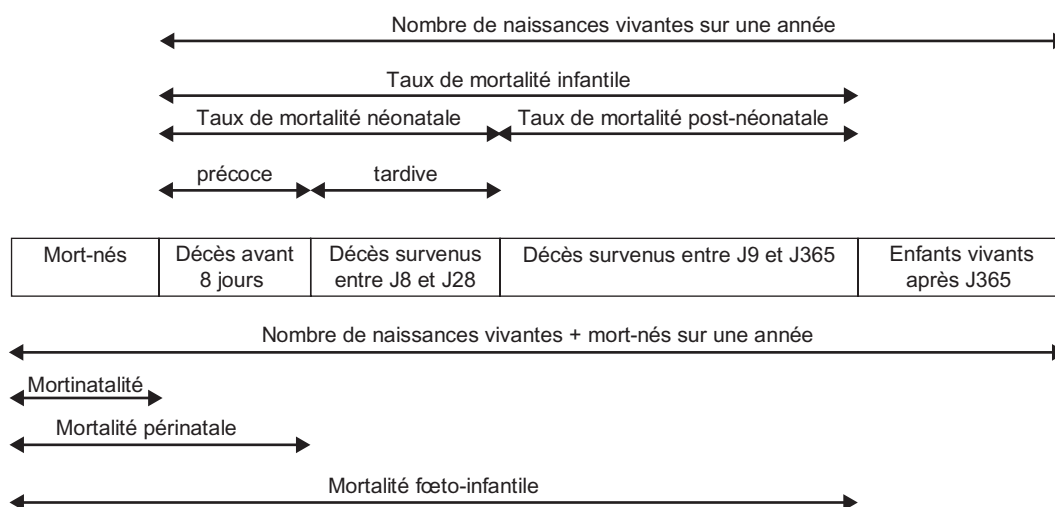 Nombre de naissances vivantes sur une année
Taux de mortalité infantile
Taux de mortalité néonatale
Taux de mortalité post-néonatale
précoce
tardive
Mort-nés
Décès avant
8 jours
Décès survenus
entre J8 et J28
Décès survenus entre J9 et J365
Enfants vivants
après J365
Nombre de naissances vivantes + mort-nés sur une année
Mortinatalité
Mortalité périnatale
Mortalité fœto-infantile